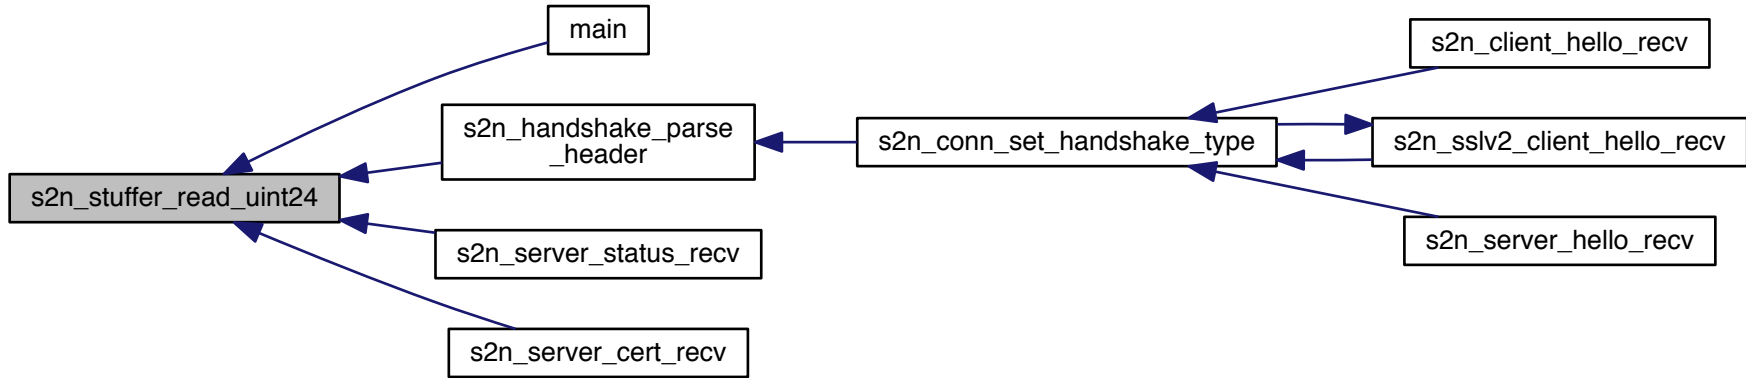 s2n_stuffer_read_uint24
main
s2n_handshake_parse
_header
s2n_server_status_recv
s2n_server_cert_recv
s2n_conn_set_handshake_type
s2n_client_hello_recv
s2n_sslv2_client_hello_recv
s2n_server_hello_recv